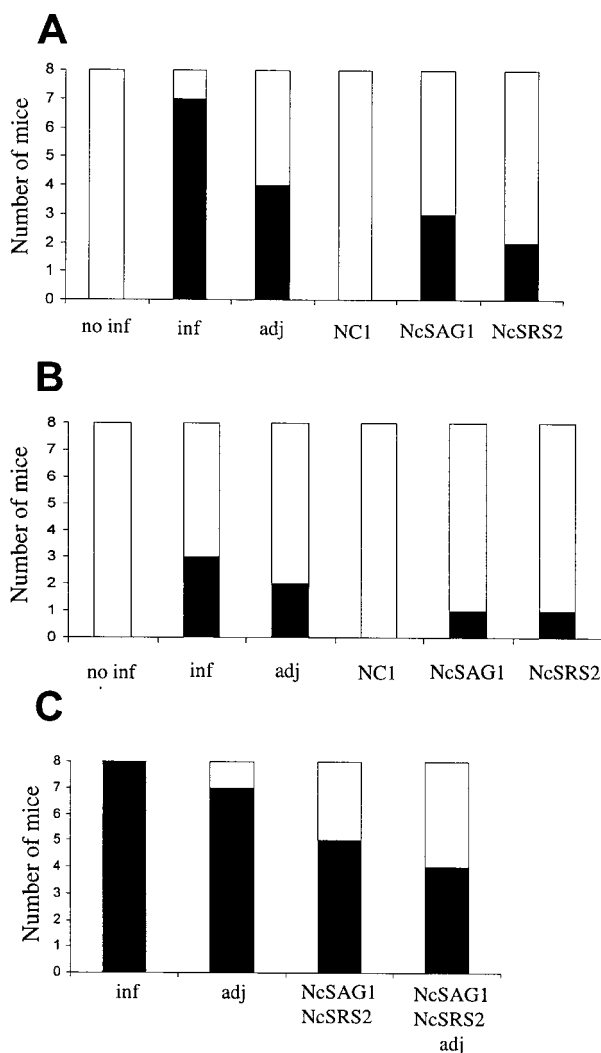 A
Number of mice
8
7
6
5
4
3
2
1
0
no inf inf adj NC1 NcSAG1 NcSRS2
B
Number of mice
8
7
6
5
4
3
2
1
0
no inf inf adj NC1 NcSAG1 NcSRS2
C
Number of mice
8
7
6
5
4
3
2
1
0
inf adj NcSAG1 NcSAG1
NcSRS2 NcSRS2
adj